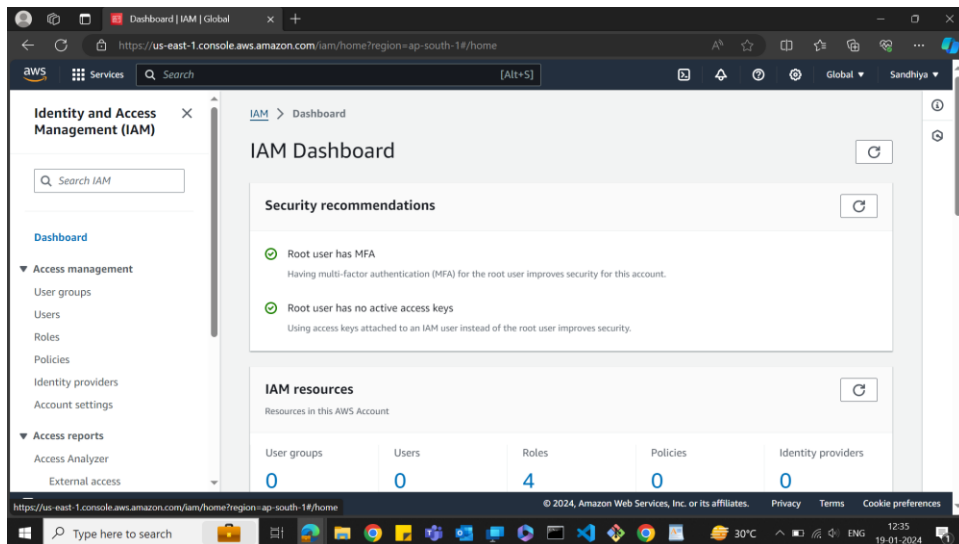 Dashboard | IAM | Global
https://us-east-1.console.aws.amazon.com/iam/home?region=ap-south-1#/home
aws
Services
Search
[Alt+S]
Global
Sandhiya
Identity and Access
Management (IAM)
Search IAM
Dashboard
Access management
User groups
Users
Roles
Policies
Identity providers
Account settings
Access reports
Access Analyzer
External access
IAM > Dashboard
IAM Dashboard
Security recommendations
Root user has MFA
Having multi-factor authentication (MFA) for the root user improves security for this account.
Root user has no active access keys
Using access keys attached to an IAM user instead of the root user improves security.
IAM resources
Resources in this AWS Account
User groups Users Roles Policies Identity providers
0 0 4 0 0
https://us-east-1.console.aws.amazon.com/iam/home?region=ap-south-1#/home
© 2024, Amazon Web Services, Inc. or its affiliates. Privacy Terms Cookie preferences
Type here to search
30°C
ENG
12:35
19-01-2024